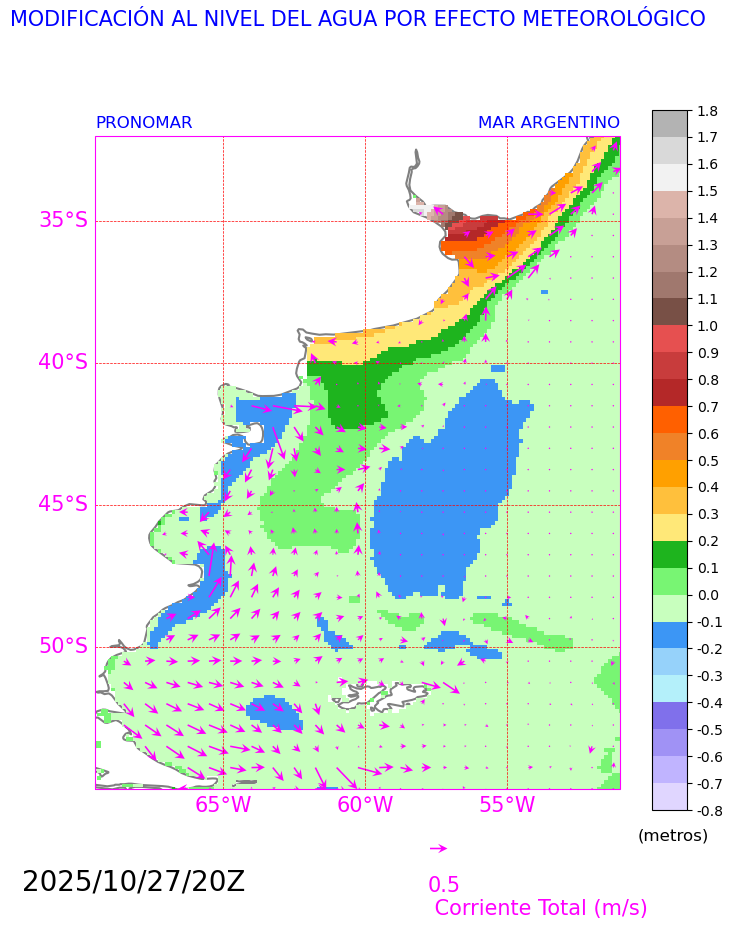 MODIFICACIÓN AL NIVEL DEL AGUA POR EFECTO METEOROLÓGICO
PRONOMAR
MAR ARGENTINO
35°S
40°S
45°S
50°S
65°W
60°W
55°W
1.8
1.7
1.6
1.5
1.4
1.3
1.2
1.1
1.0
0.9
0.8
0.7
0.6
0.5
0.4
0.3
0.2
0.1
0.0
-0.1
-0.2
-0.3
-0.4
-0.5
-0.6
-0.7
-0.8
(metros)
2025/10/27/20Z
0.5
Corriente Total (m/s)